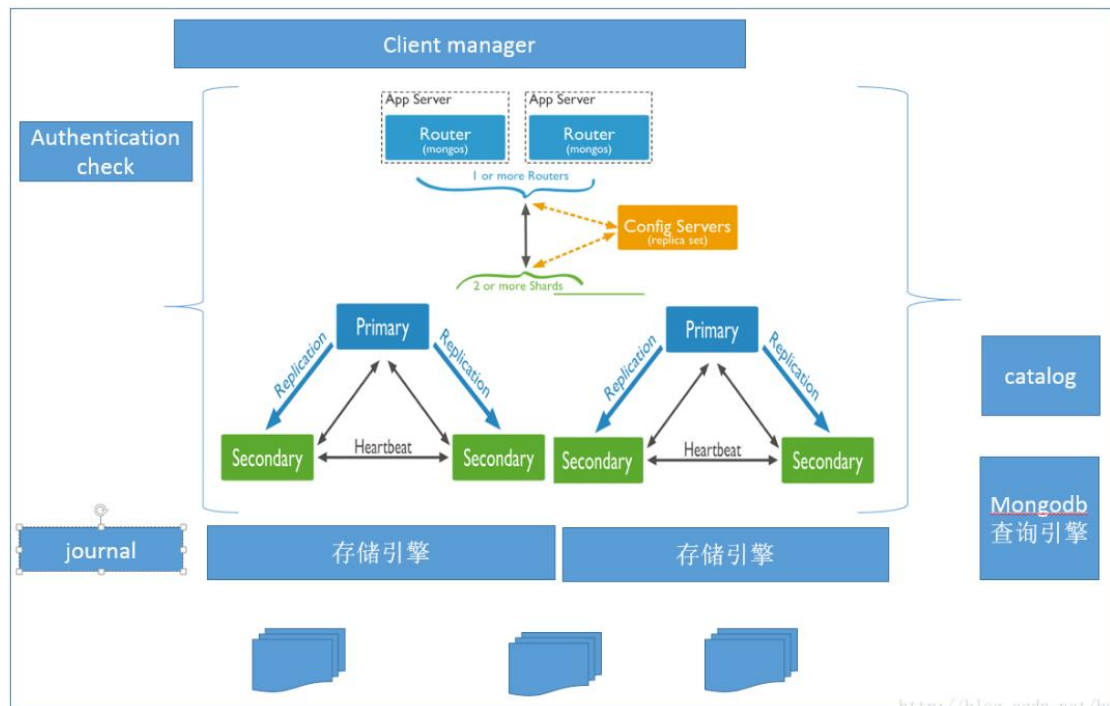 Client manager
App Server
App Server
Router
(mongos)
Router
(mongos)
Authentication
check
1 or more Routers
Config Servers
(replica set)
2 or more Shards
Primary
Primary
Replication
Replication
Replication
Replication
catalog
Secondary
Heartbeat
Secondary
Secondary
Heartbeat
Secondary
Mongodb
查询引擎
journal
存储引擎
存储引擎